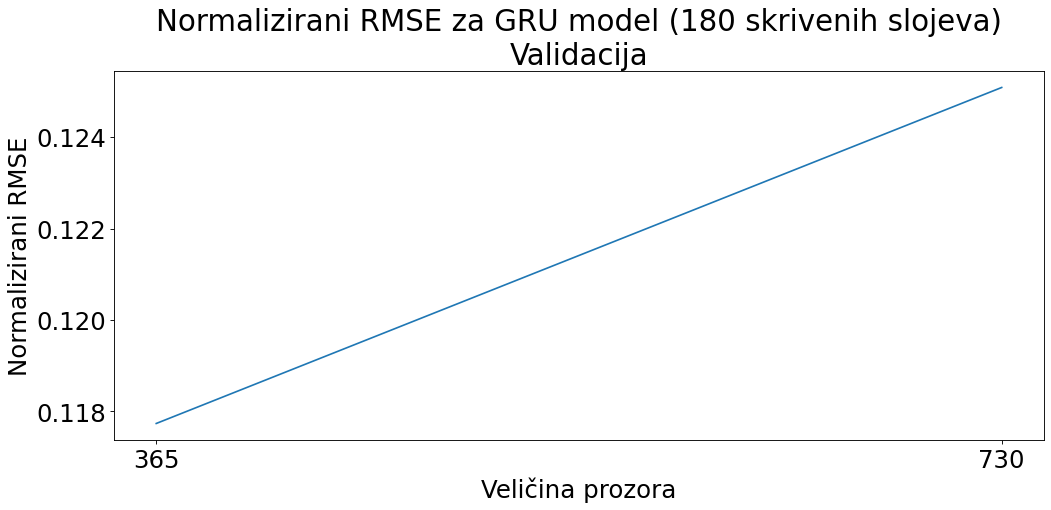 Normalizirani RMSE za GRU model (180 skrivenih slojeva)
Validacija
Normalizirani RMSE
0.124
0.122
0.120
0.118
365
730
Veličina prozora